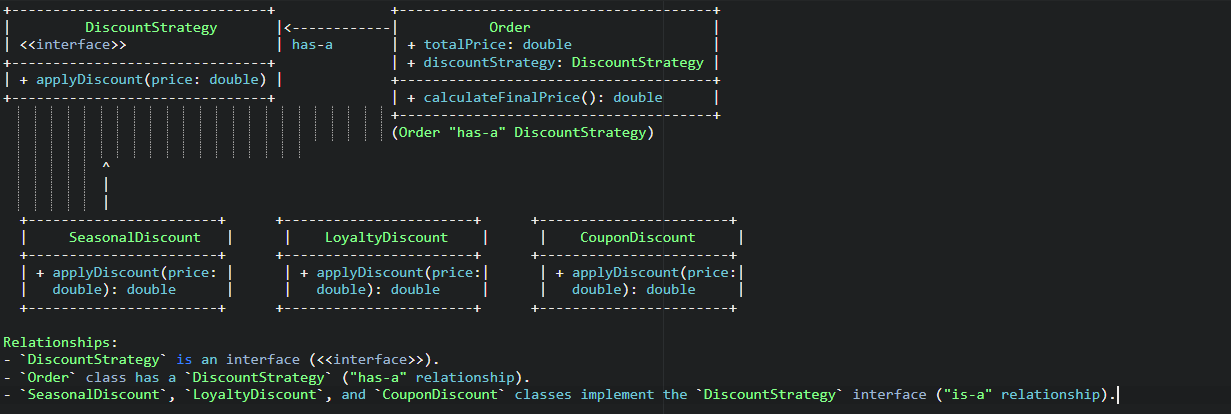 +-------------------------------+              +--------------------------------------+
|         DiscountStrategy       |<------------|           Order                      |
| <<interface>>                  | has-a       | + totalPrice: double                 |
+-------------------------------+              | + discountStrategy: DiscountStrategy |
| + applyDiscount(price: double) |             +--------------------------------------+
+-------------------------------+              | + calculateFinalPrice(): double      |
                                               +--------------------------------------+
                                               (Order "has-a" DiscountStrategy)
            ^
            |
            |
  +-----------------------+      +-----------------------+      +-----------------------+
  |     SeasonalDiscount   |      |    LoyaltyDiscount    |      |    CouponDiscount     |
  +-----------------------+      +-----------------------+      +-----------------------+
  | + applyDiscount(price: |      | + applyDiscount(price:|      | + applyDiscount(price:|
  |   double): double      |      |   double): double     |      |   double): double     |
  +-----------------------+      +-----------------------+      +-----------------------+
Relationships:
- `DiscountStrategy` is an interface (<<interface>>).
- `Order` class has a `DiscountStrategy` ("has-a" relationship).
- `SeasonalDiscount`, `LoyaltyDiscount`, and `CouponDiscount` classes implement the `DiscountStrategy` interface ("is-a" relationship).